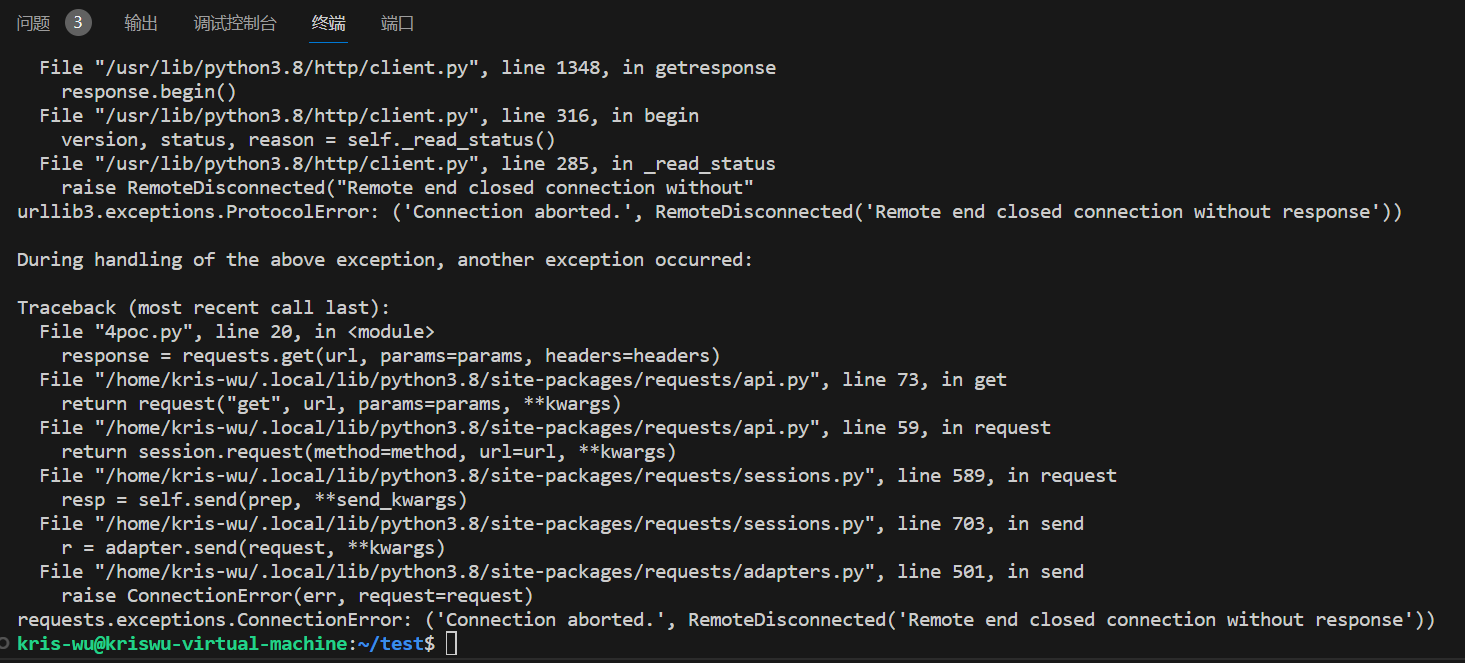 问题 3 输出 调试控制台 终端 端口
File "/usr/lib/python3.8/http/client.py", line 1348, in getresponse
response.begin()
File "/usr/lib/python3.8/http/client.py", line 316, in begin
version, status, reason = self._read_status()
File "/usr/lib/python3.8/http/client.py", line 285, in _read_status
raise RemoteDisconnected("Remote end closed connection without"
urllib3.exceptions.ProtocolError: ('Connection aborted.', RemoteDisconnected('Remote end closed connection without response'))
During handling of the above exception, another exception occurred:
Traceback (most recent call last):
File "4poc.py", line 20, in <module>
response = requests.get(url, params=params, headers=headers)
File "/home/kris-wu/.local/lib/python3.8/site-packages/requests/api.py", line 73, in get
return request("get", url, params=params, **kwargs)
File "/home/kris-wu/.local/lib/python3.8/site-packages/requests/api.py", line 59, in request
return session.request(method=method, url=url, **kwargs)
File "/home/kris-wu/.local/lib/python3.8/site-packages/requests/sessions.py", line 589, in request
resp = self.send(prep, **send_kwargs)
File "/home/kris-wu/.local/lib/python3.8/site-packages/requests/sessions.py", line 703, in send
r = adapter.send(request, **kwargs)
File "/home/kris-wu/.local/lib/python3.8/site-packages/requests/adapters.py", line 501, in send
raise ConnectionError(err, request=request)
requests.exceptions.ConnectionError: ('Connection aborted.', RemoteDisconnected('Remote end closed connection without response'))
kris-wu@kriswu-virtual-machine:~/test$